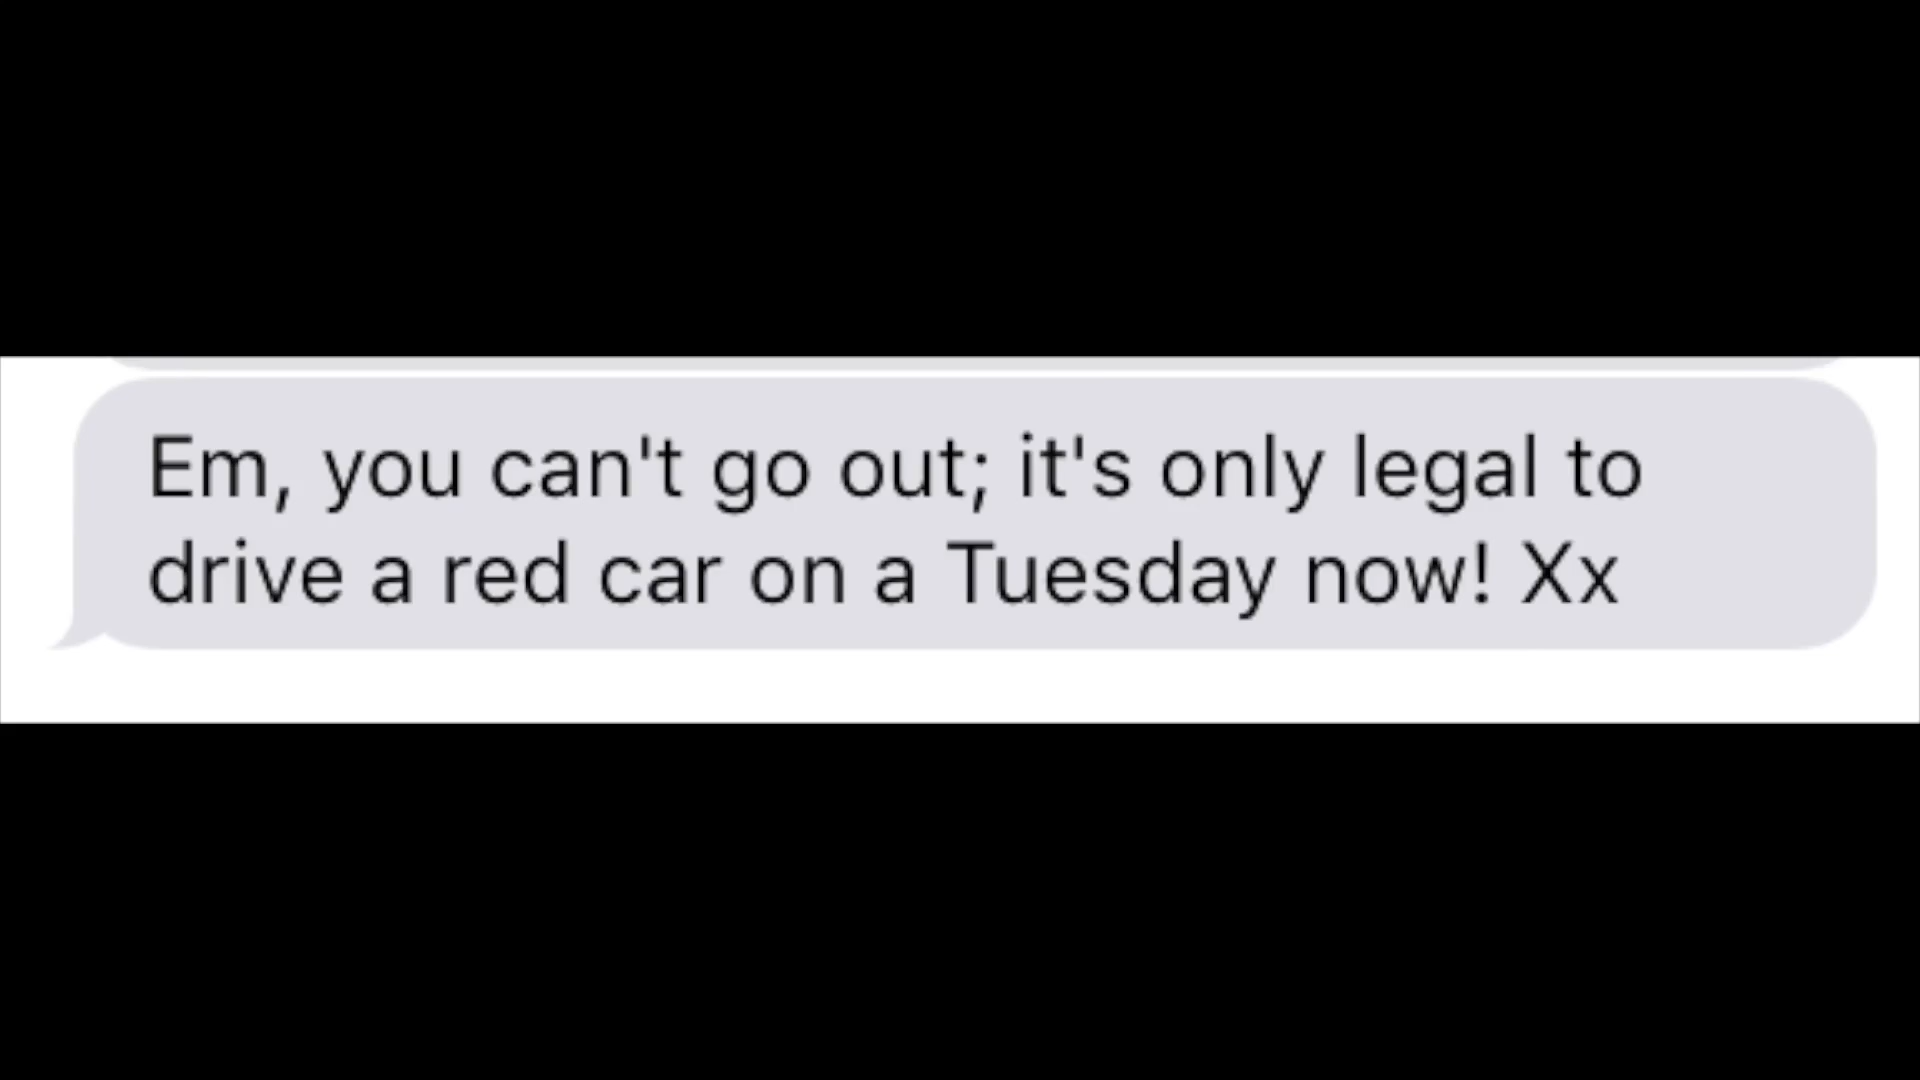 Em, you can't go out; it's only legal to
drive a red car on a Tuesday now! Xx